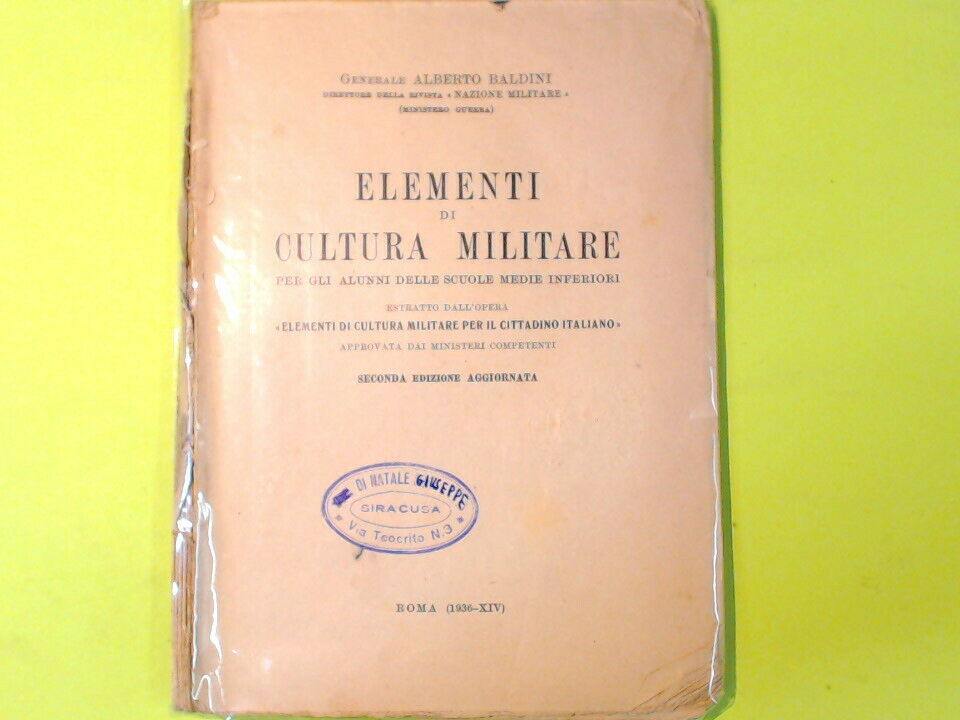 GENERALE ALBERTO BALDINI
DIRETTORE DELLA RIVISTA « NAZIONE MILITARE »
(MINISTERO GUERRA)
ELEMENTI
DI
CULTURA MILITARE
PER GLI ALUNNI DELLE SCUOLE MEDIE INFERIORI
ESTRATTO DALL'OPERA
«ELEMENTI DI CULTURA MILITARE PER IL CITTADINO ITALIANO»
APPROVATA DAI MINISTERI COMPETENTI
SECONDA EDIZIONE AGGIORNATA
DI NATALE GIUSEPPE
SIRACUSA
Via Teocrito N.3
ROMA (1936-XIV)